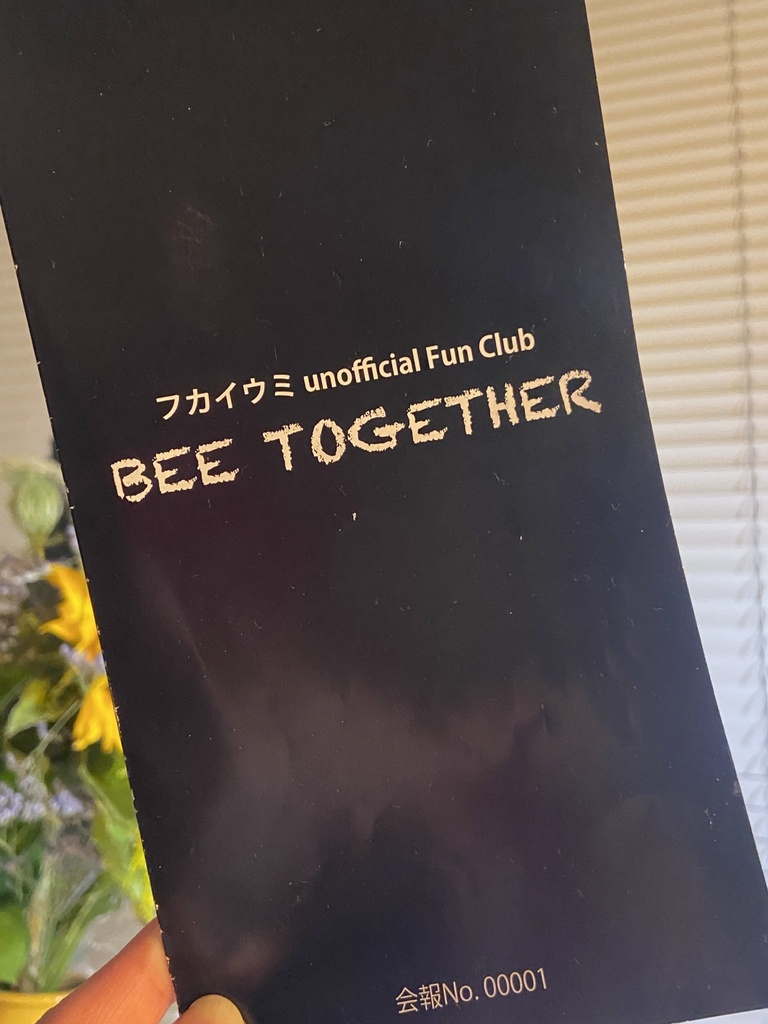 フカイウミ unofficial Fun Club
BEE TOGETHER
会報No. 00001